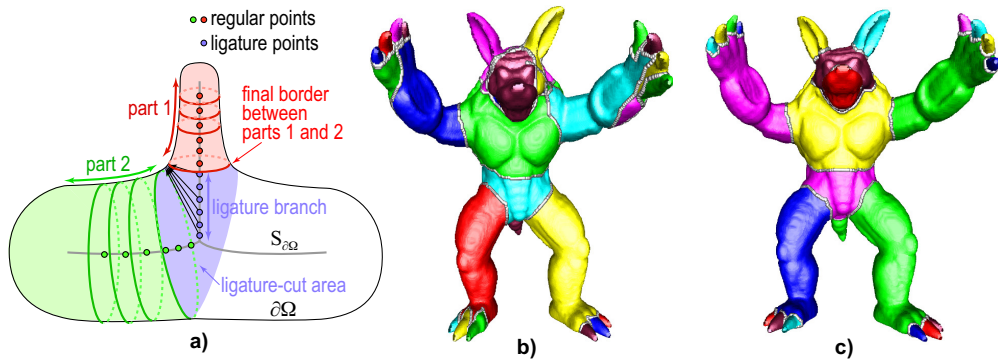 regular points
ligature points
part 1
final border
between
parts 1 and 2
part 2
ligature branch
S∂Ω
ligature-cut area
∂Ω
a)
b)
c)